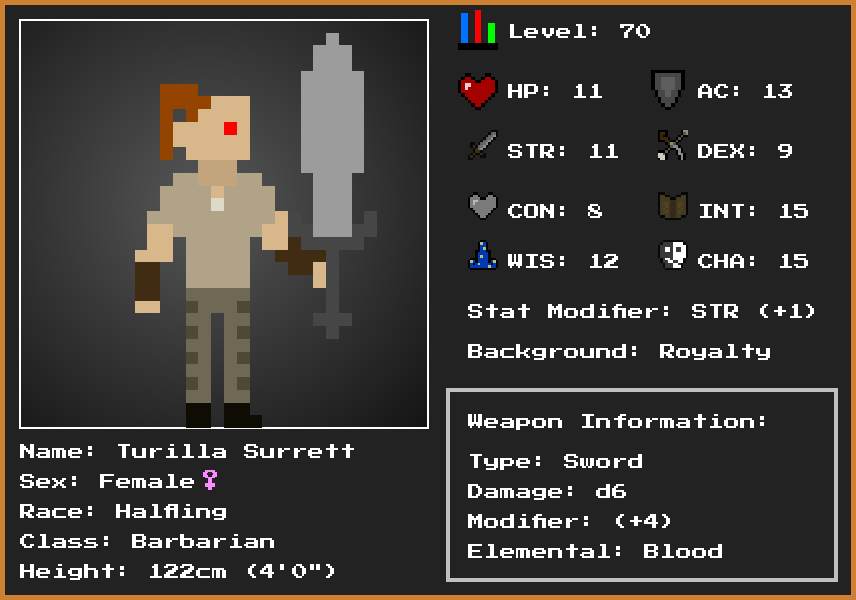 Level: 70
HP: 11 AC: 13
STR: 11 DEX: 9
CON: 8 INT: 15
WIS: 12 CHA: 15
Stat Modifier: STR (+1)
Background: Royalty
Weapon Information:
Type: Sword
Damage: d6
Modifier: (+4)
Elemental: Blood
Name: Turilla Surrett
Sex: Female♀
Race: Halfling
Class: Barbarian
Height: 122cm (4'0")